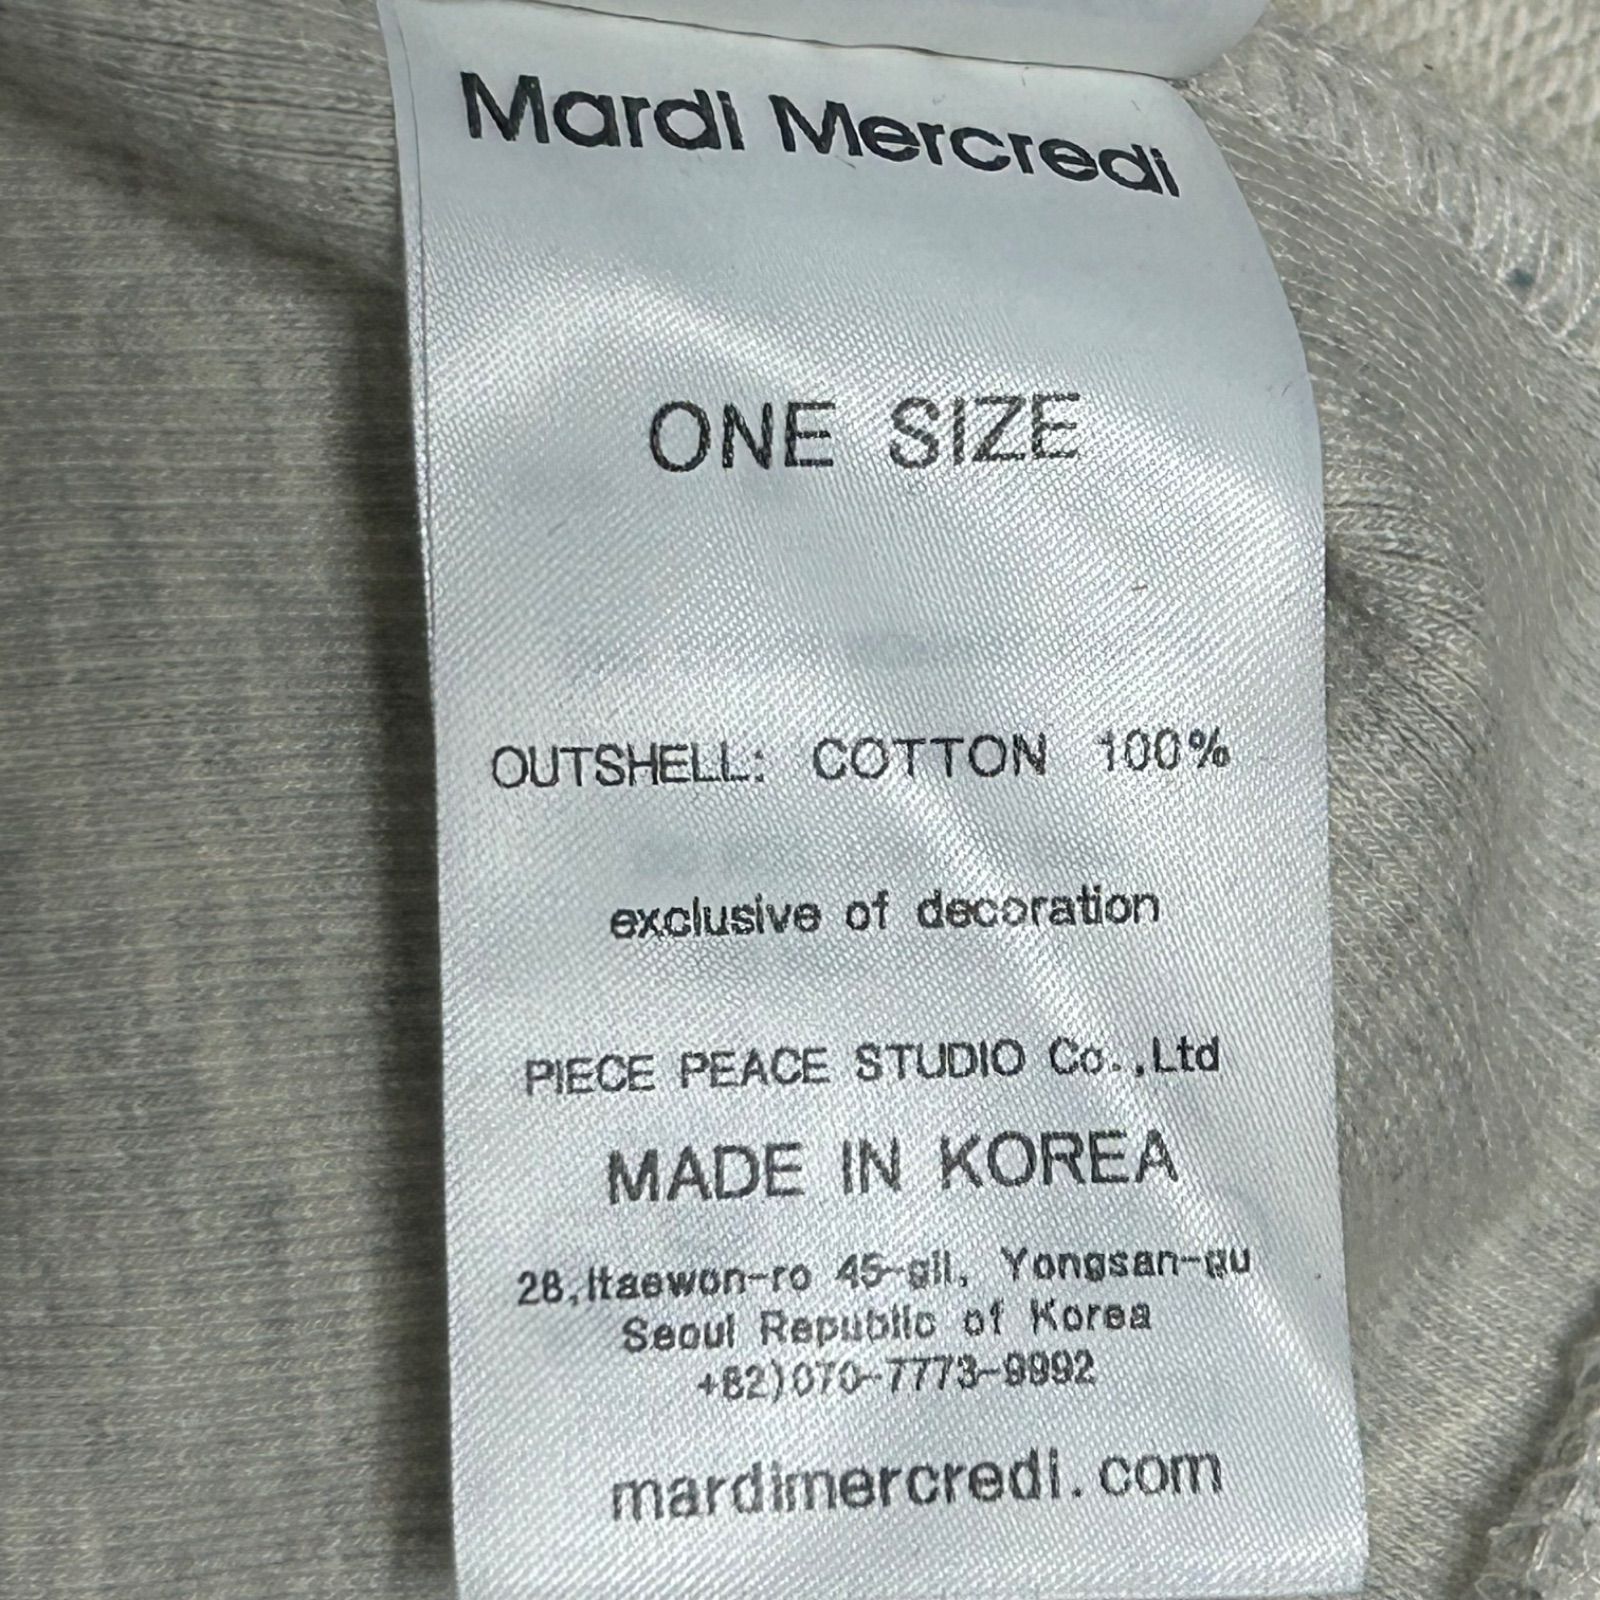 Mardi Mercredi
ONE SIZE
OUTSHELL: COTTON 100%
exclusive of decoration
PIECE PEACE STUDIO Co.,Ltd
MADE IN KOREA
28,Itaewon-ro 45-gil, Yongsan-gu
Seoul Republic of Korea
+82)070-7773-9992
mardimercredi.com